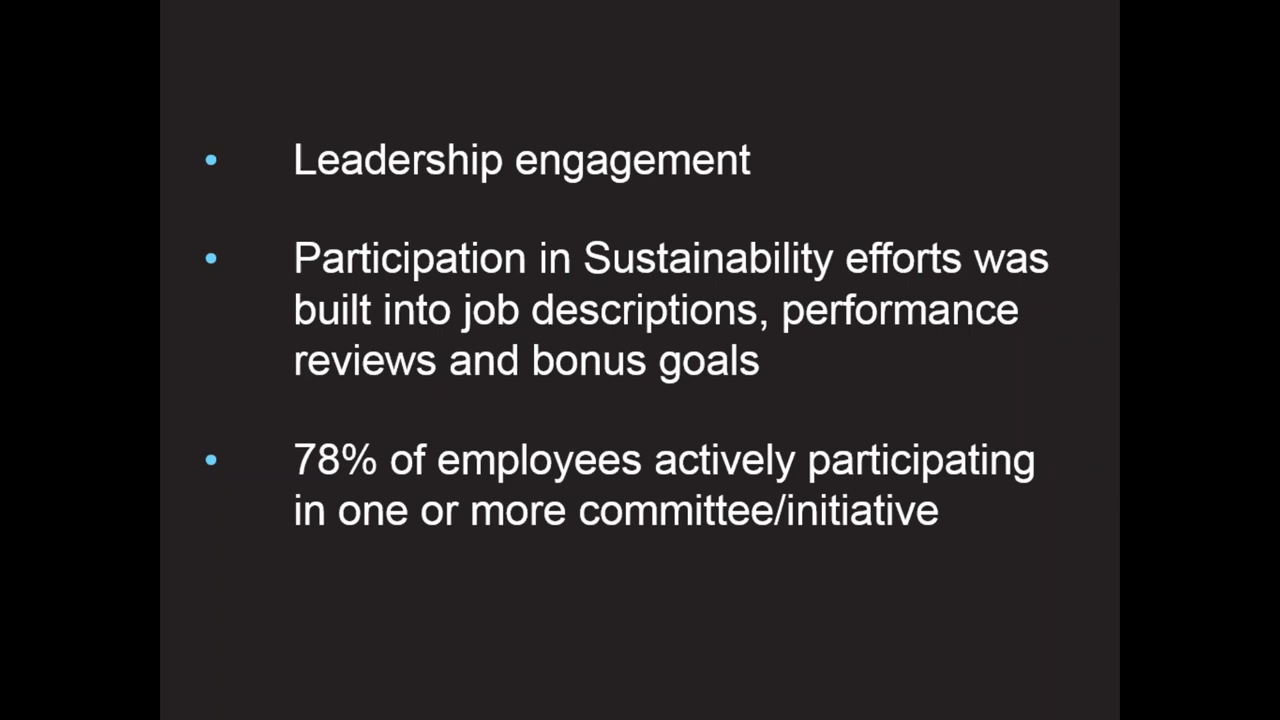 • Leadership engagement
• Participation in Sustainability efforts was
built into job descriptions, performance
reviews and bonus goals
• 78% of employees actively participating
in one or more committee/initiative